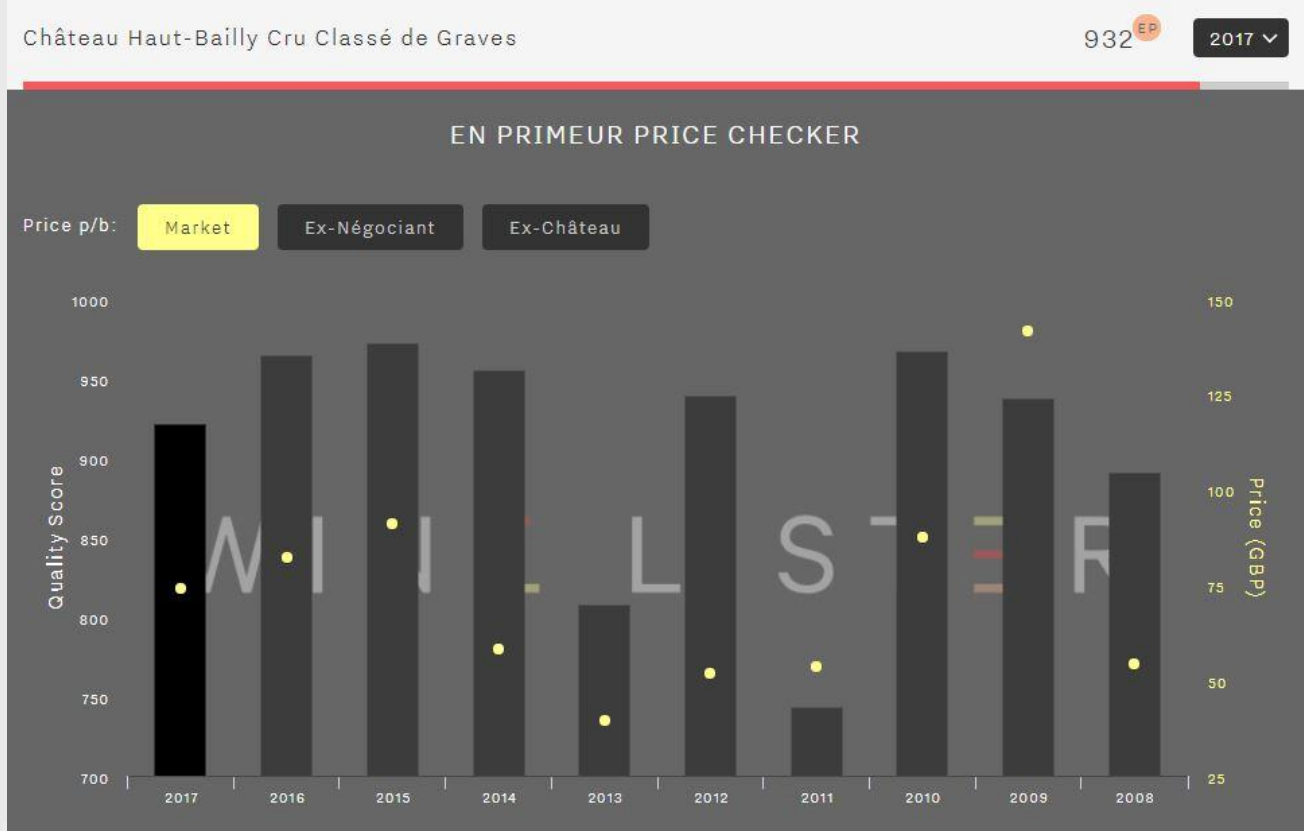 Château Haut-Bailly Cru Classé de Graves 932 EP 2017
EN PRIMEUR PRICE CHECKER
Price p/b: Market Ex-Négociant Ex-Château
1000 150
950
125
900
100
850
75
800
50
750
700 25
Quality Score
Price (GBP)
WINE LISTER
2017 2016 2015 2014 2013 2012 2011 2010 2009 2008